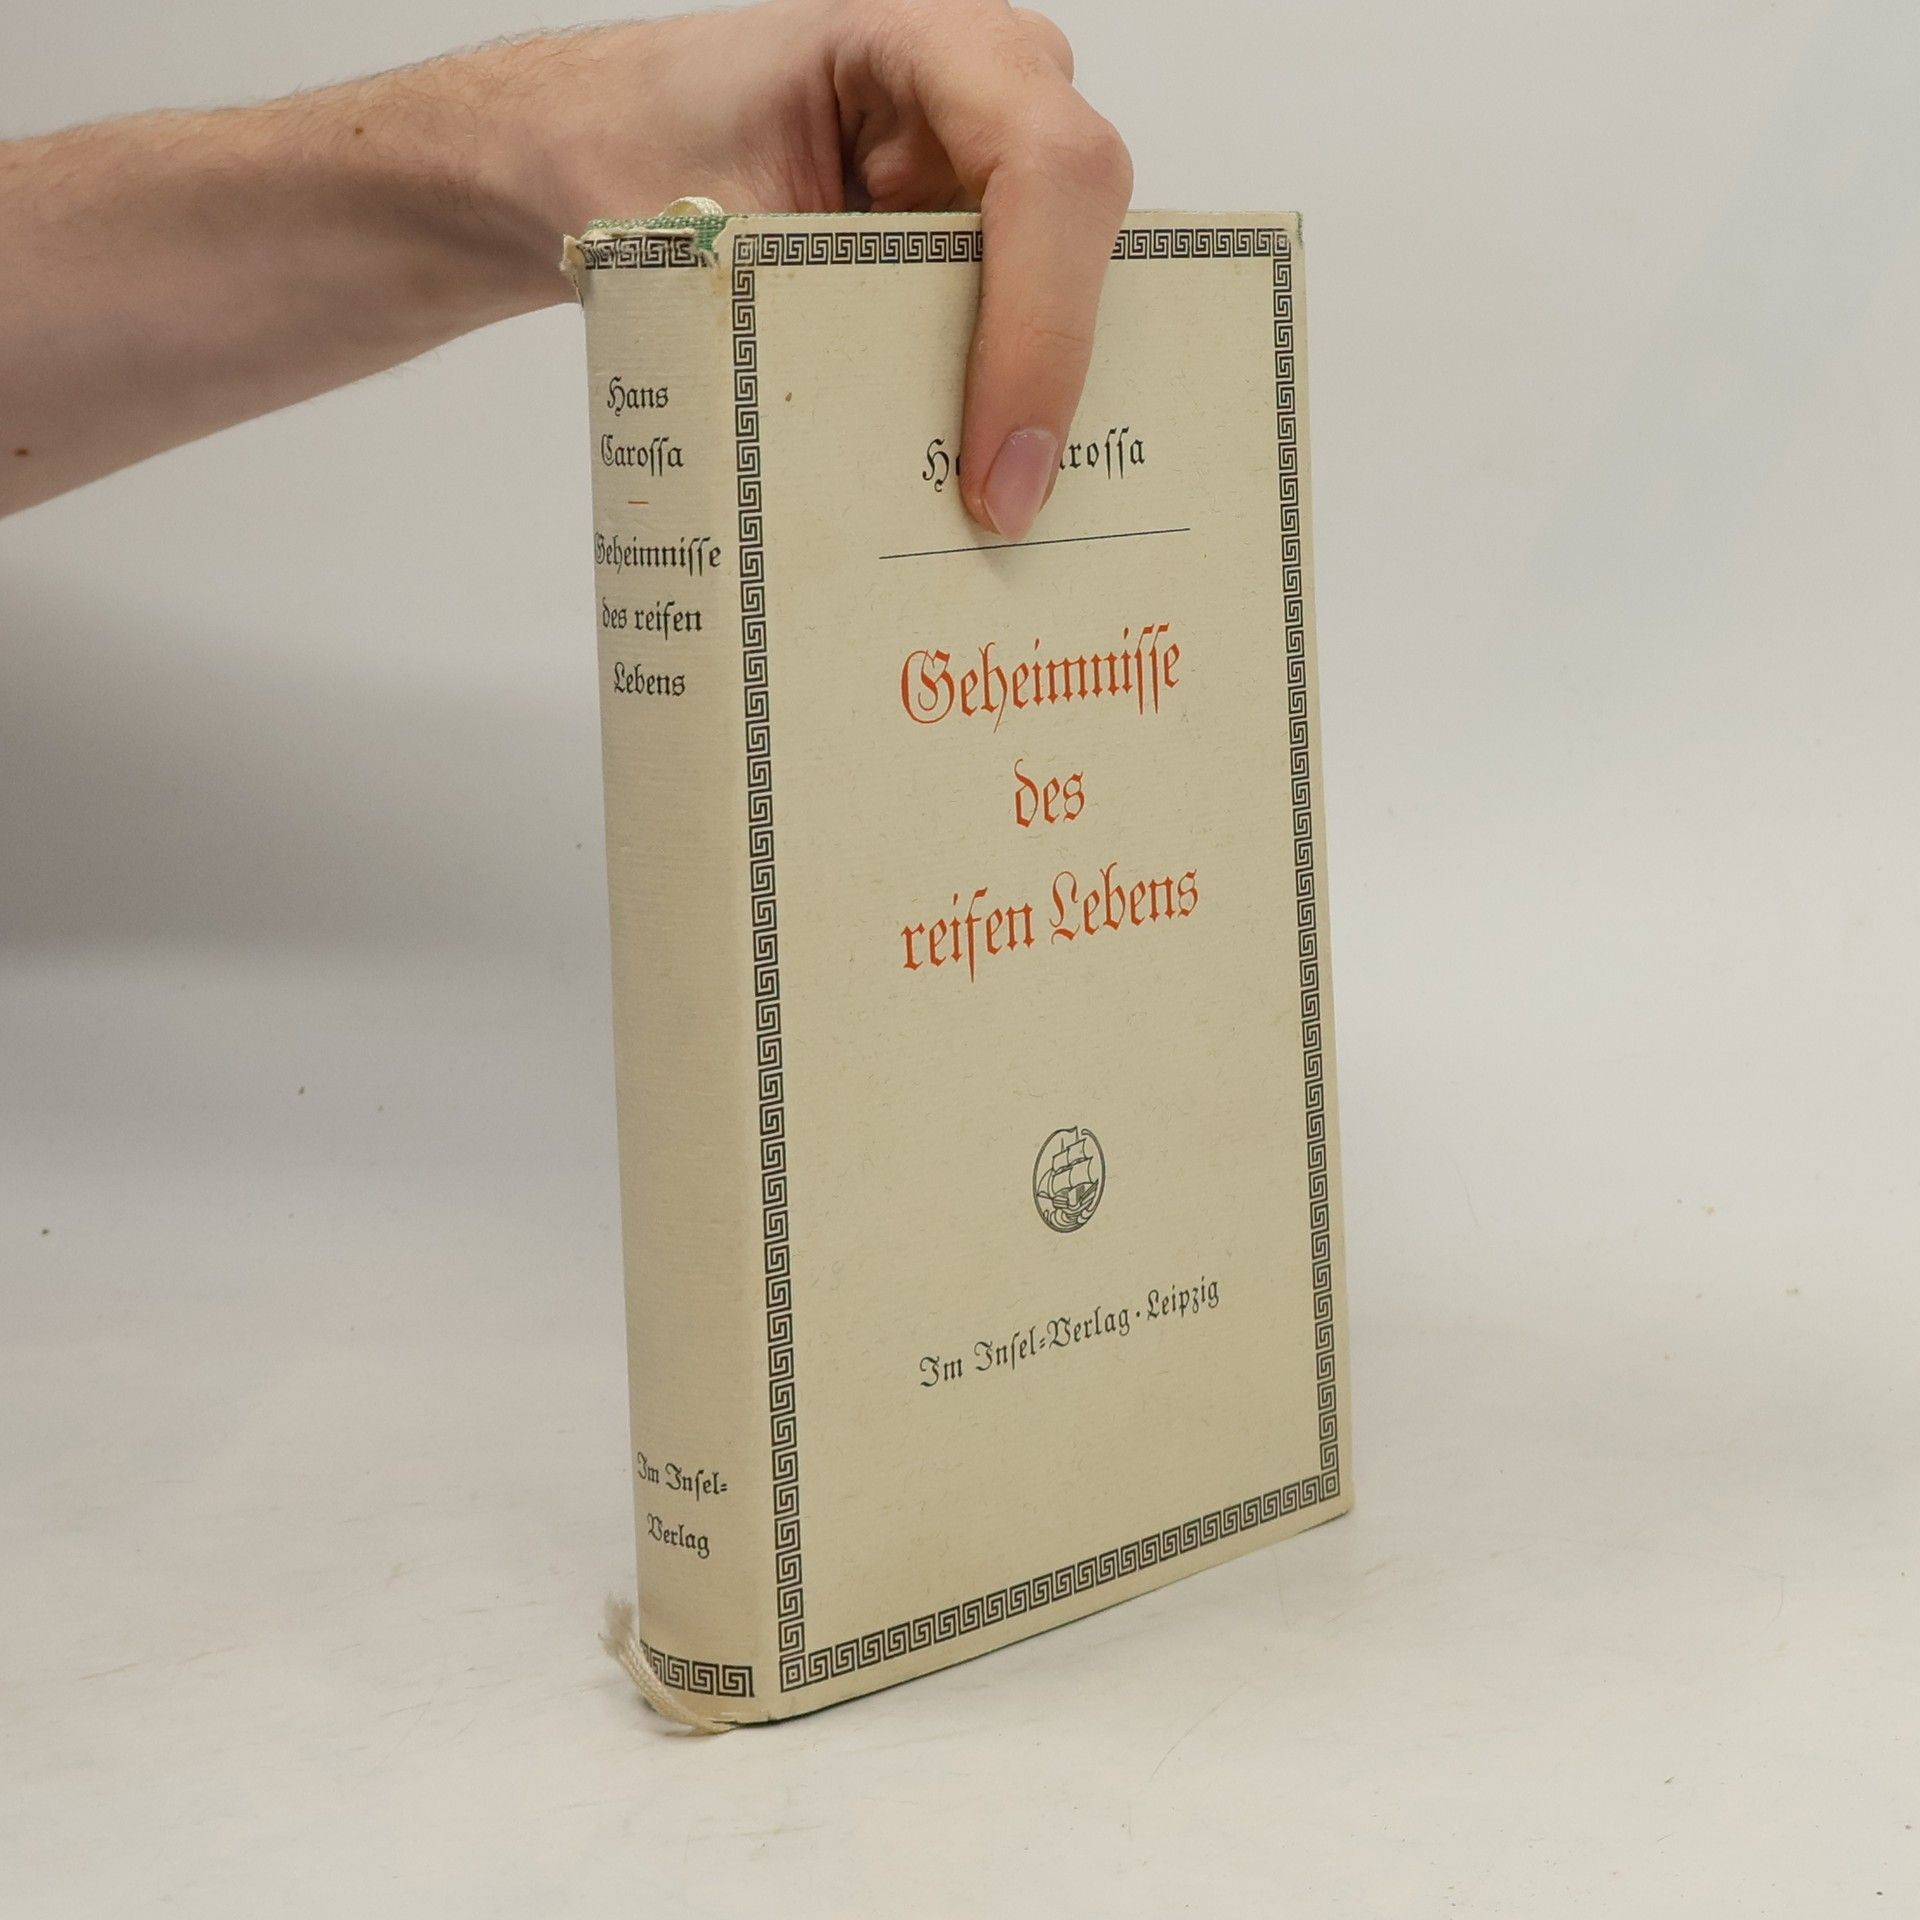 Hans
Caroſſa
Geheimniſſe
des reifen
Lebens
Im Inſel-
Verlag
Geheimniſſe
des
reifen Lebens
Im Inſel-Verlag · Leipzig